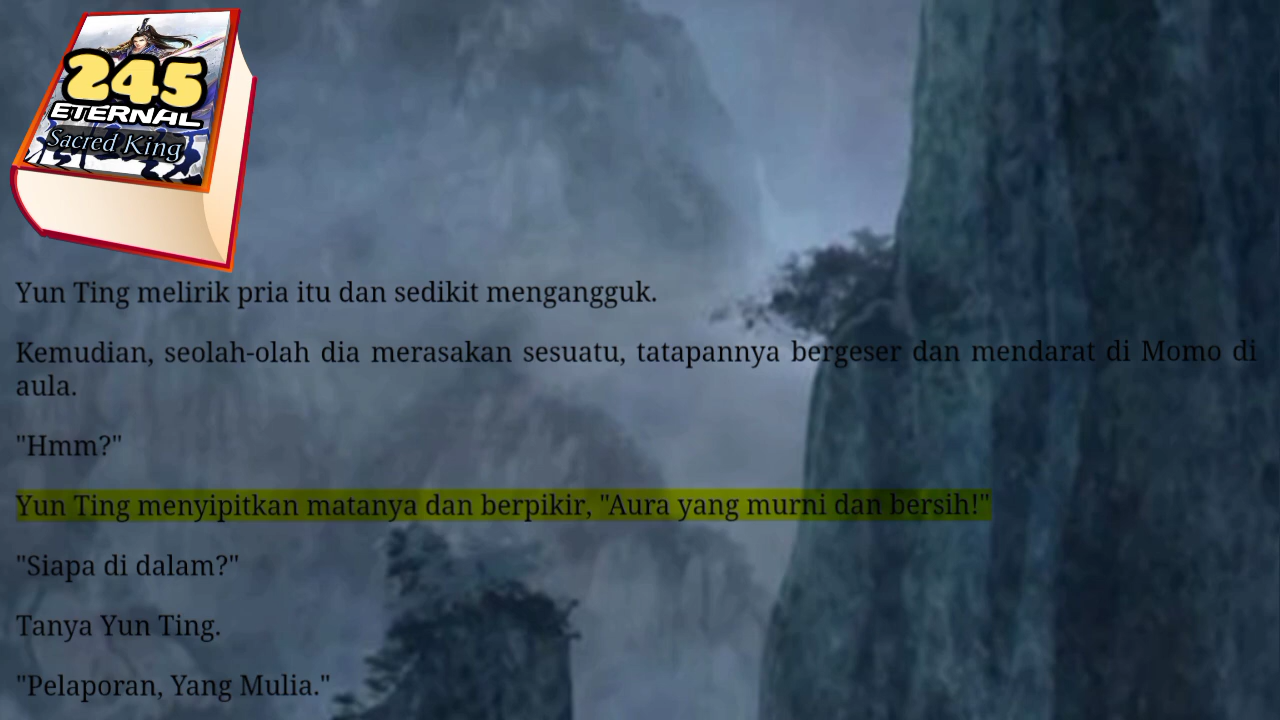 245
ETERNAL
Sacred King
Yun Ting melirik pria itu dan sedikit mengangguk.
Kemudian, seolah-olah dia merasakan sesuatu, tatapannya bergeser dan mendarat di Momo di
aula.
"Hmm?"
Yun Ting menyipitkan matanya dan berpikir, "Aura yang murni dan bersih!"
"Siapa di dalam?"
Tanya Yun Ting.
"Pelaporan, Yang Mulia."